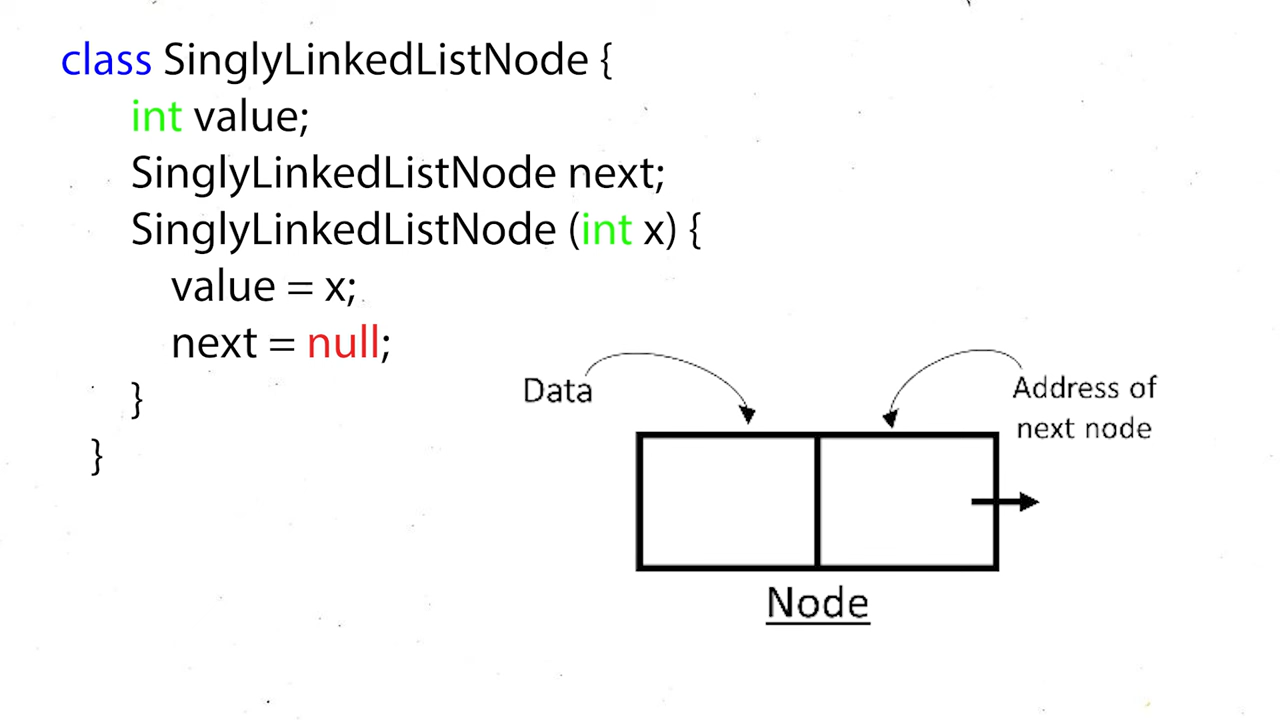 class SinglyLinkedListNode {
int value;
SinglyLinkedListNode next;
SinglyLinkedListNode (int x) {
value = x;
next = null;
}
}
Data
Address of
next node
Node